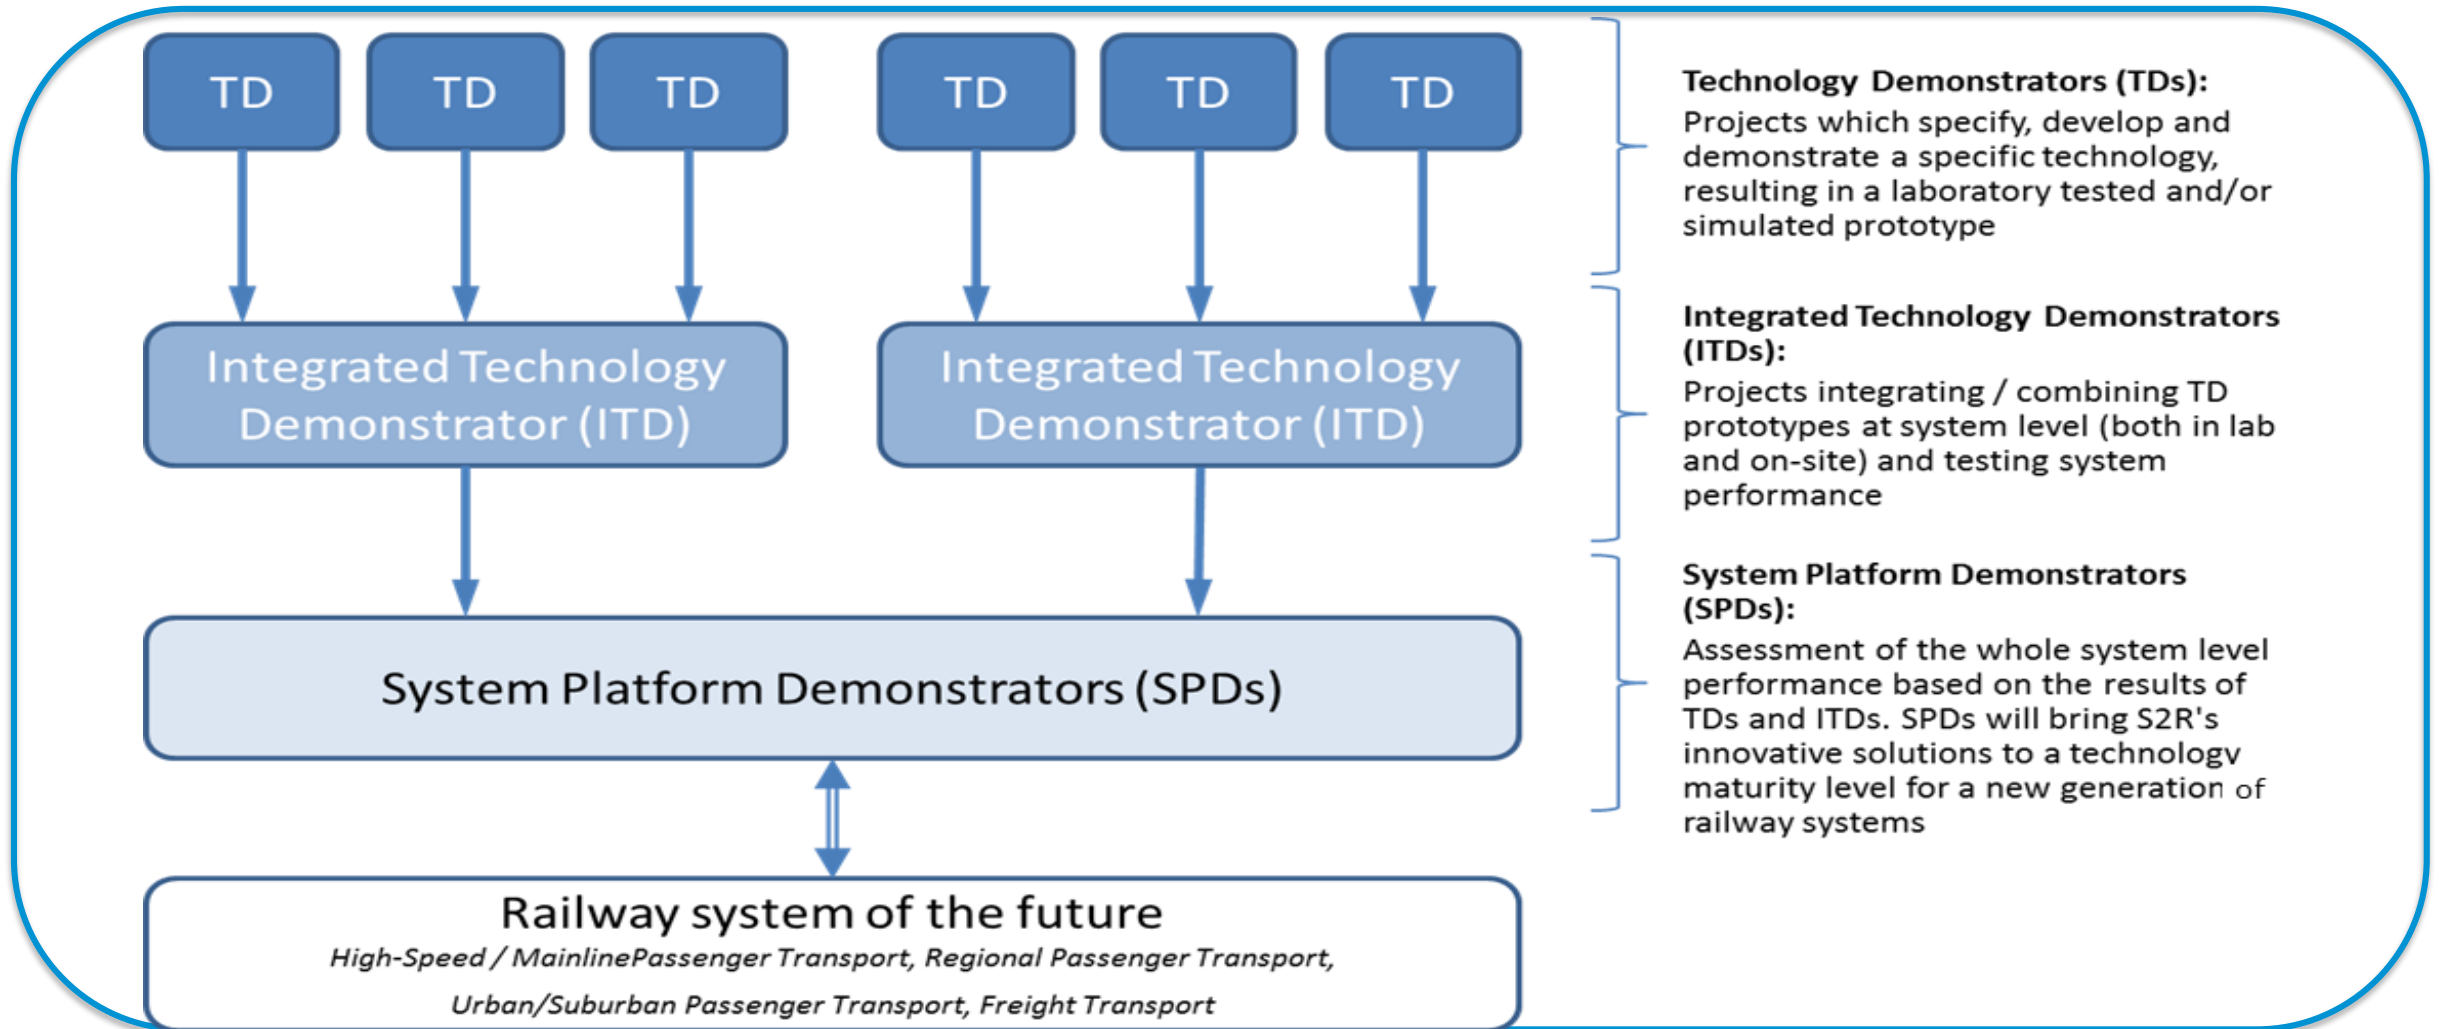 TD TD TD TD TD TD
Integrated Technology
Demonstrator (ITD)
Integrated Technology
Demonstrator (ITD)
System Platform Demonstrators (SPDs)
Railway system of the future
High-Speed / MainlinePassenger Transport, Regional Passenger Transport,
Urban/Suburban Passenger Transport, Freight Transport
Technology Demonstrators (TDs):
Projects which specify, develop and
demonstrate a specific technology,
resulting in a laboratory tested and/or
simulated prototype
Integrated Technology Demonstrators
(ITDs):
Projects integrating / combining TD
prototypes at system level (both in lab
and on-site) and testing system
performance
System Platform Demonstrators
(SPDs):
Assessment of the whole system level
performance based on the results of
TDs and ITDs. SPDs will bring S2R's
innovative solutions to a technology
maturity level for a new generation of
railway systems